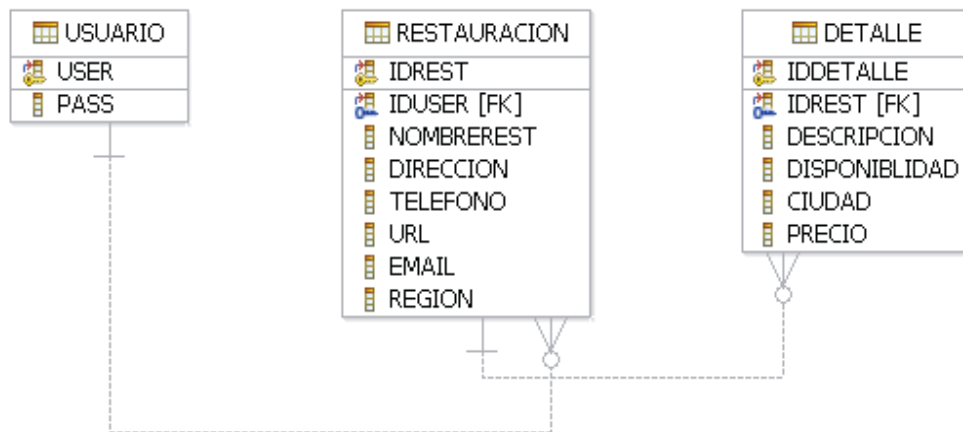 USUARIO
USER
PASS
RESTAURACION
IDREST
IDUSER [FK]
NOMBREREST
DIRECCION
TELEFONO
URL
EMAIL
REGION
DETALLE
IDDETALLE
IDREST [FK]
DESCRIPCION
DISPONIBLIDAD
CIUDAD
PRECIO